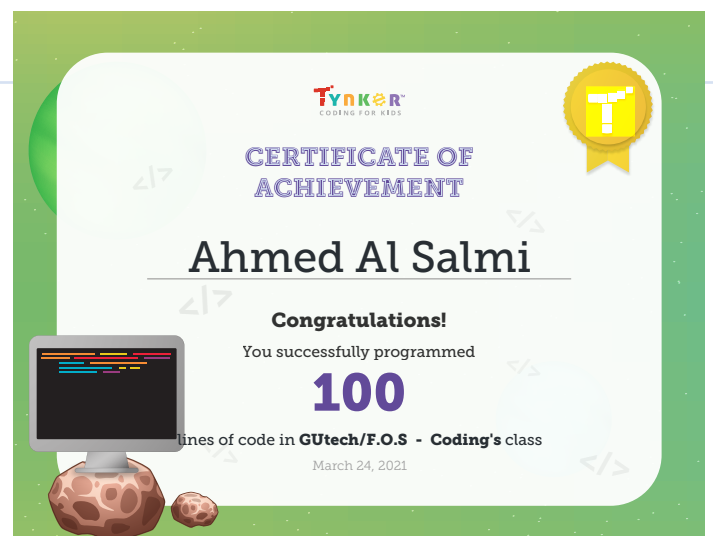 TYNKER™
CODING FOR KIDS
CERTIFICATE OF
ACHIEVEMENT
Ahmed Al Salmi
Congratulations!
You successfully programmed
100
lines of code in GUtech/F.O.S - Coding's class
March 24, 2021